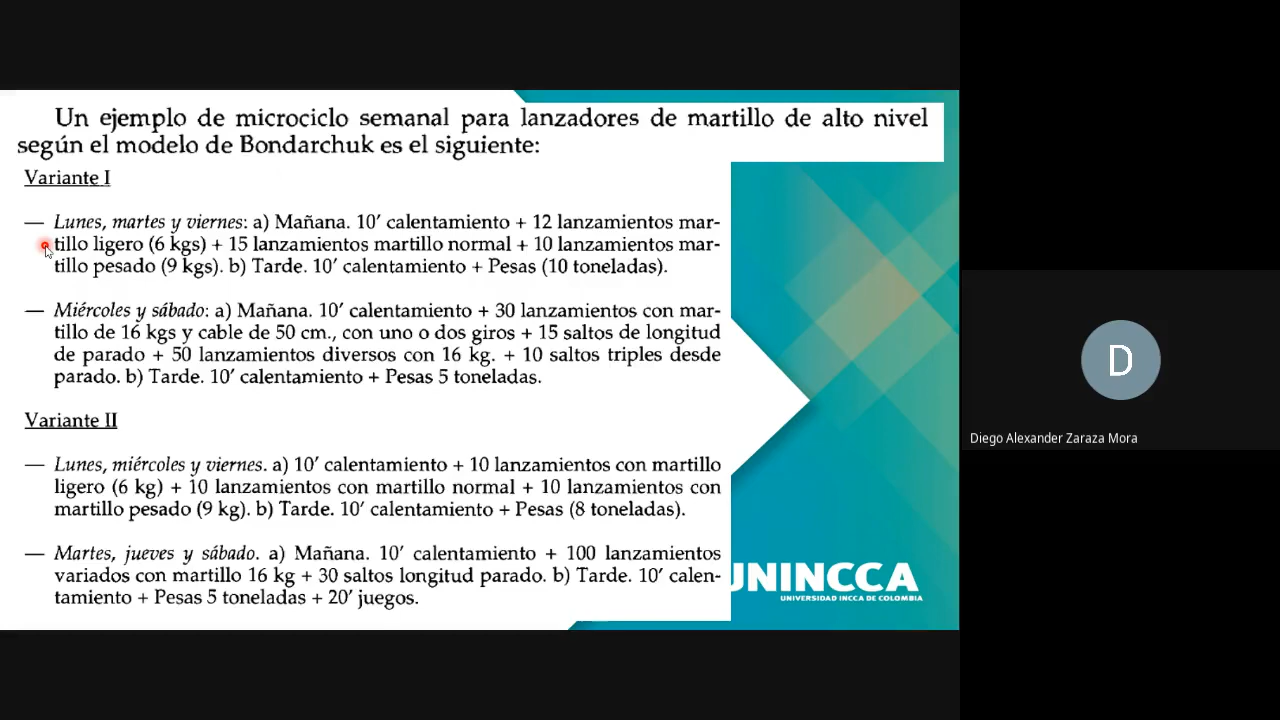 Un ejemplo de microciclo semanal para lanzadores de martillo de alto nivel
según el modelo de Bondarchuk es el siguiente:
Variante I
— Lunes, martes y viernes: a) Mañana. 10′ calentamiento + 12 lanzamientos mar-
tillo ligero (6 kgs) + 15 lanzamientos martillo normal + 10 lanzamientos mar-
tillo pesado (9 kgs). b) Tarde. 10′ calentamiento + Pesas (10 toneladas).
— Miércoles y sábado: a) Mañana. 10′ calentamiento + 30 lanzamientos con mar-
tillo de 16 kgs y cable de 50 cm., con uno o dos giros + 15 saltos de longitud
de parado + 50 lanzamientos diversos con 16 kg. + 10 saltos triples desde
parado. b) Tarde. 10′ calentamiento + Pesas 5 toneladas.
Variante II
— Lunes, miércoles y viernes. a) 10′ calentamiento + 10 lanzamientos con martillo
ligero (6 kg) + 10 lanzamientos con martillo normal + 10 lanzamientos con
martillo pesado (9 kg). b) Tarde. 10′ calentamiento + Pesas (8 toneladas).
— Martes, jueves y sábado. a) Mañana. 10′ calentamiento + 100 lanzamientos
variados con martillo 16 kg + 30 saltos longitud parado. b) Tarde. 10′ calen-
tamiento + Pesas 5 toneladas + 20′ juegos.
UNINCCA
UNIVERSIDAD INCCA DE COLOMBIA
D
Diego Alexander Zaraza Mora